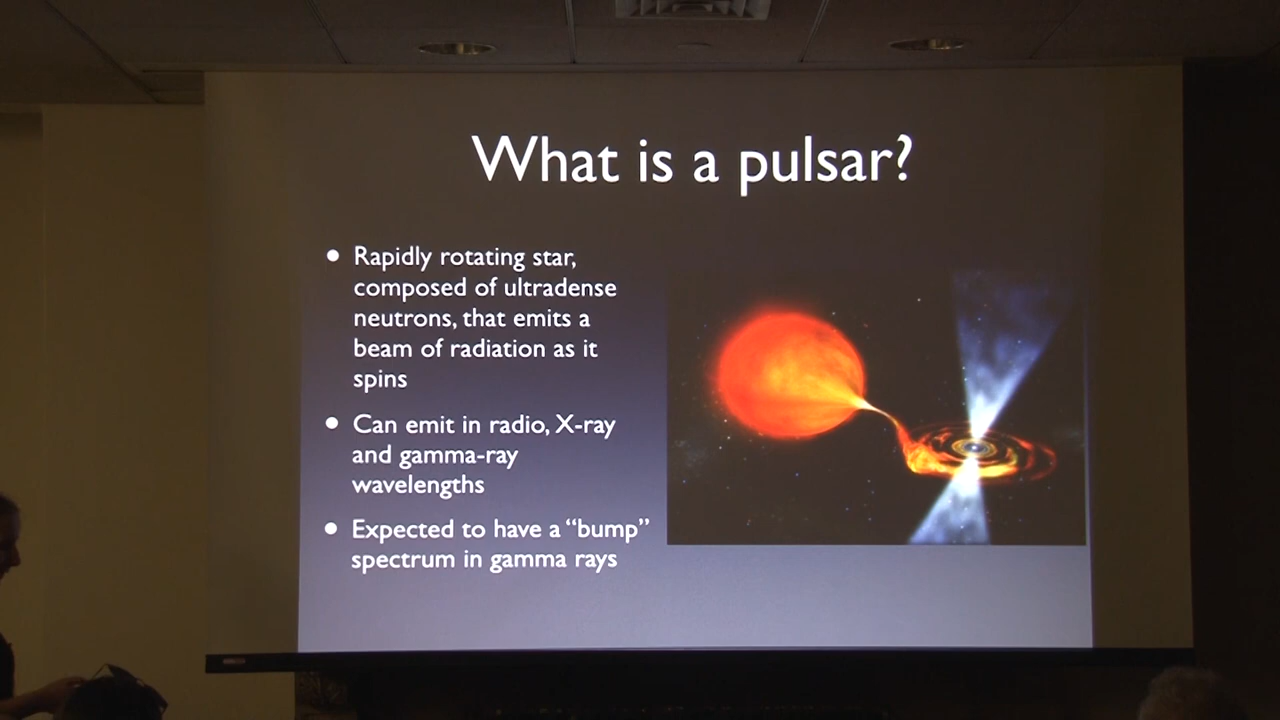 What is a pulsar?
• Rapidly rotating star,
composed of ultradense
neutrons, that emits a
beam of radiation as it
spins
• Can emit in radio, X-ray
and gamma-ray
wavelengths
• Expected to have a “bump”
spectrum in gamma rays